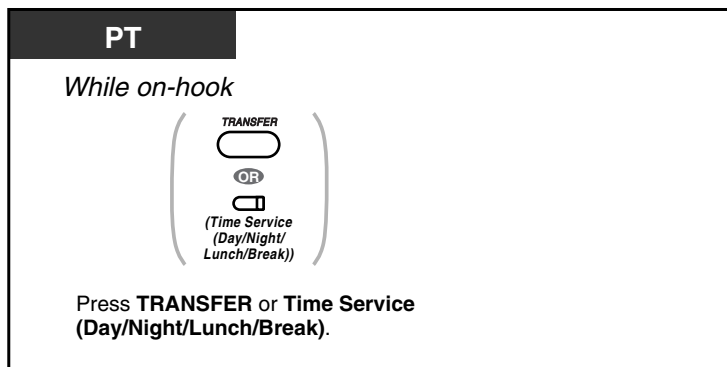 PT
While on-hook
TRANSFER
OR
(Time Service
(Day/Night/
Lunch/Break))
Press TRANSFER or Time Service
(Day/Night/Lunch/Break).